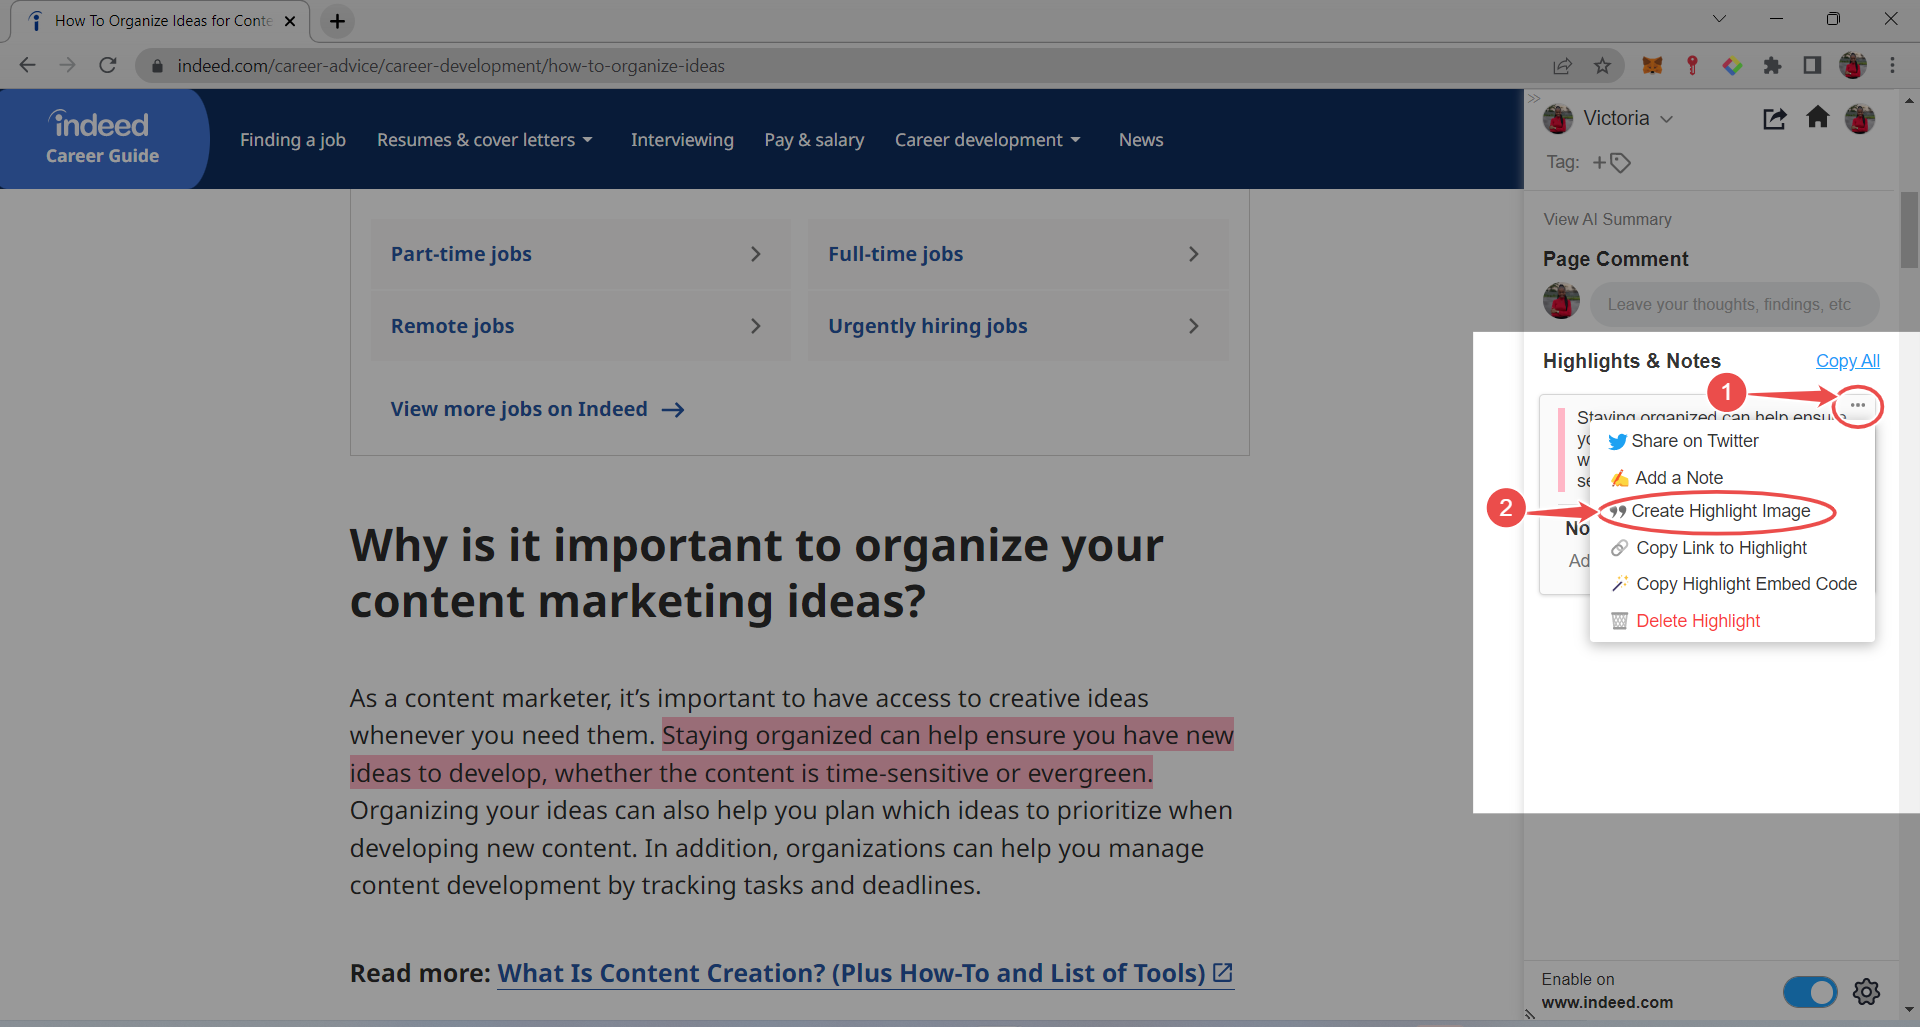 How To Organize Ideas for Conte
indeed.com/career-advice/career-development/how-to-organize-ideas
indeed
Career Guide
Finding a job
Resumes & cover letters
Interviewing
Pay & salary
Career development
News
Part-time jobs
Full-time jobs
Remote jobs
Urgently hiring jobs
View more jobs on Indeed
Why is it important to organize your
content marketing ideas?
As a content marketer, it's important to have access to creative ideas
whenever you need them. Staying organized can help ensure you have new
ideas to develop, whether the content is time-sensitive or evergreen.
Organizing your ideas can also help you plan which ideas to prioritize when
developing new content. In addition, organizations can help you manage
content development by tracking tasks and deadlines.
Read more: What Is Content Creation? (Plus How-To and List of Tools)
Victoria
Tag: +
View AI Summary
Page Comment
Leave your thoughts, findings, etc
Highlights & Notes
Copy All
1
Staying organized can help ensure
Share on Twitter
Add a Note
2
Create Highlight Image
Copy Link to Highlight
Copy Highlight Embed Code
Delete Highlight
Enable on
www.indeed.com